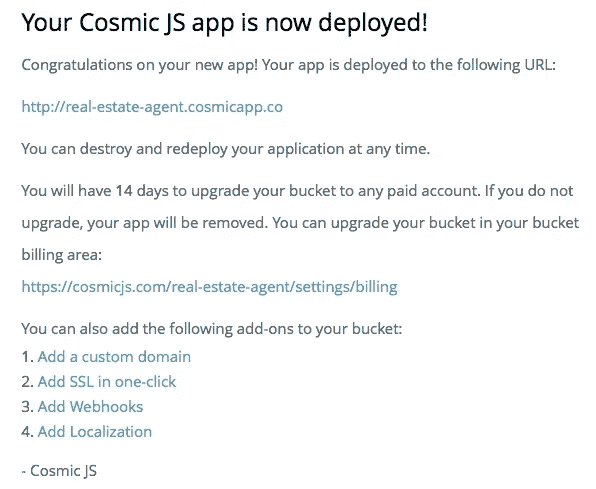 Your Cosmic JS app is now deployed!
Congratulations on your new app! Your app is deployed to the following URL:
http://real-estate-agent.cosmicapp.co
You can destroy and redeploy your application at any time.
You will have 14 days to upgrade your bucket to any paid account. If you do not
upgrade, your app will be removed. You can upgrade your bucket in your bucket
billing area:
https://cosmicjs.com/real-estate-agent/settings/billing
You can also add the following add-ons to your bucket:
1. Add a custom domain
2. Add SSL in one-click
3. Add Webhooks
4. Add Localization
- Cosmic JS